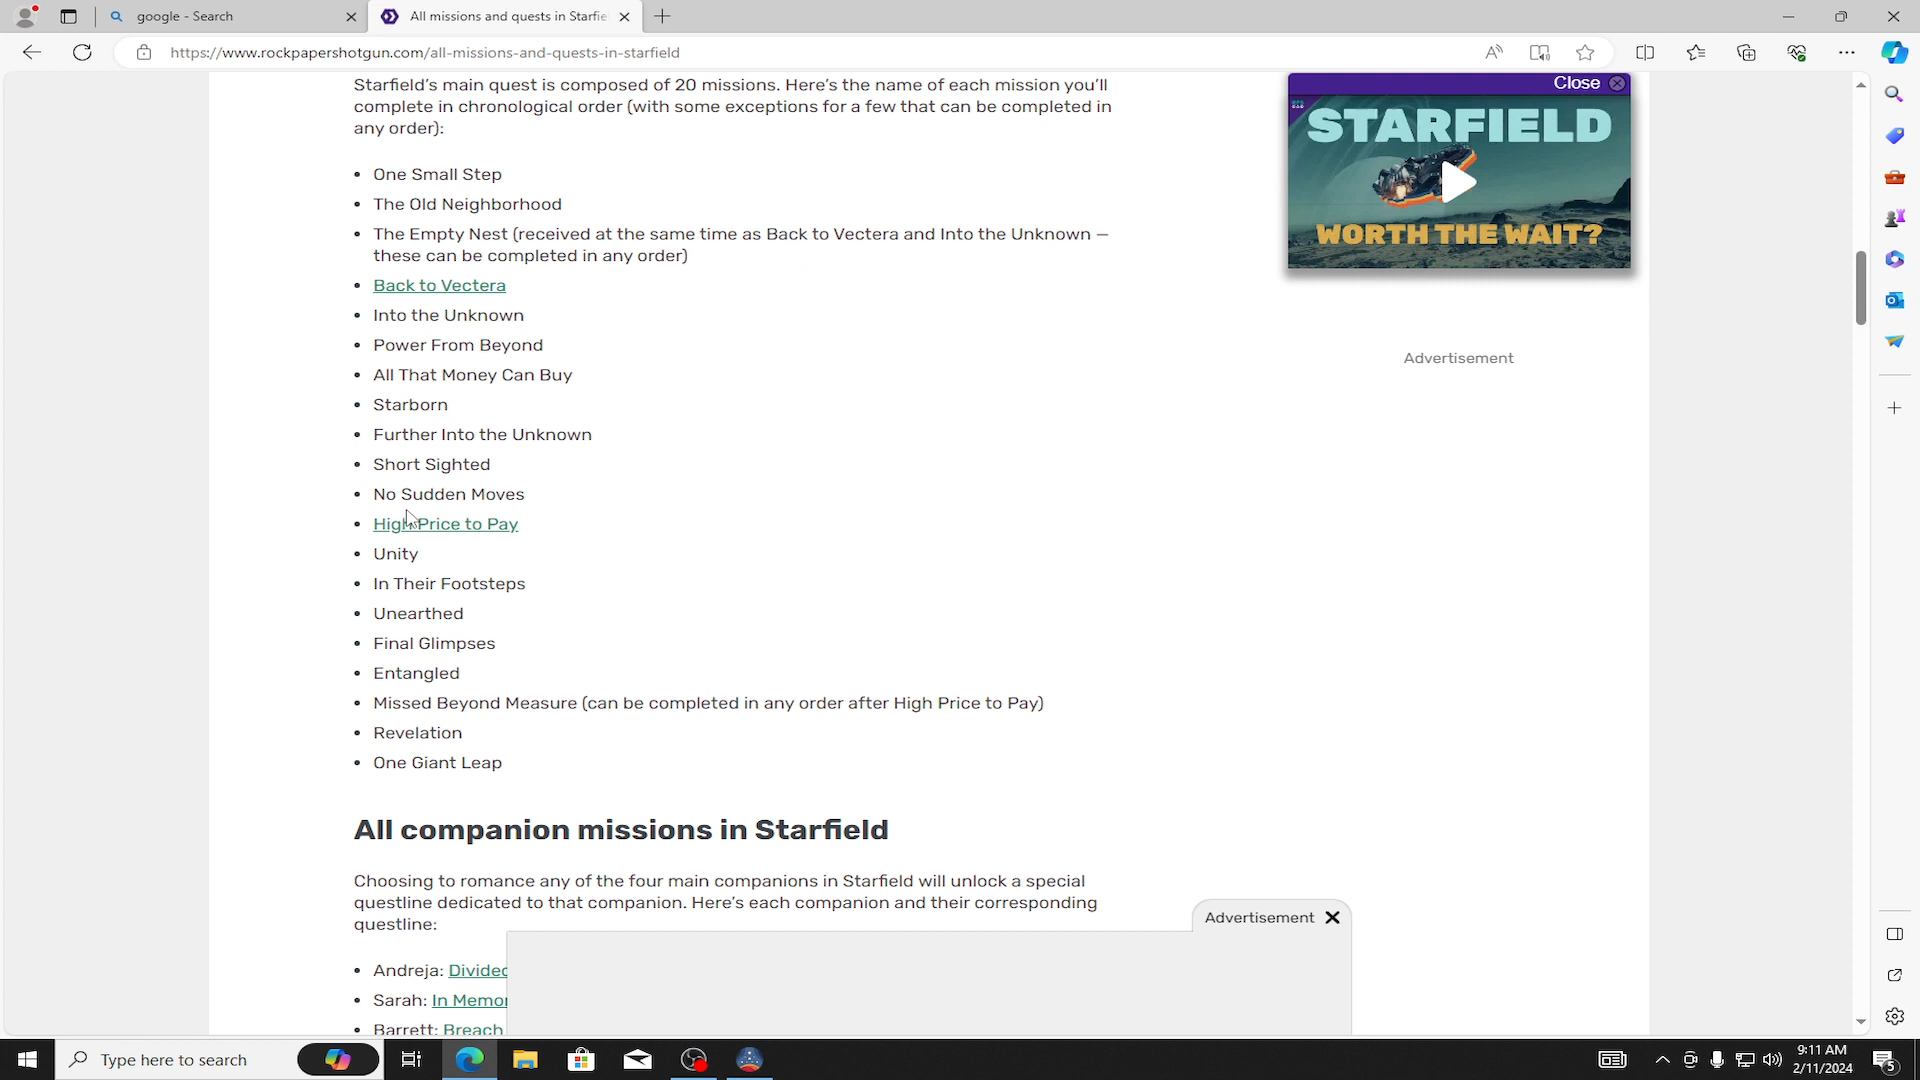 google - Search
All missions and quests in Starfie
https://www.rockpapershotgun.com/all-missions-and-quests-in-starfield
Starfield's main quest is composed of 20 missions. Here's the name of each mission you'll
complete in chronological order (with some exceptions for a few that can be completed in
any order):
• One Small Step
• The Old Neighborhood
• The Empty Nest (received at the same time as Back to Vectera and Into the Unknown —
these can be completed in any order)
• Back to Vectera
• Into the Unknown
• Power From Beyond
• All That Money Can Buy
• Starborn
• Further Into the Unknown
• Short Sighted
• No Sudden Moves
• High Price to Pay
• Unity
• In Their Footsteps
• Unearthed
• Final Glimpses
• Entangled
• Missed Beyond Measure (can be completed in any order after High Price to Pay)
• Revelation
• One Giant Leap
All companion missions in Starfield
Choosing to romance any of the four main companions in Starfield will unlock a special
questline dedicated to that companion. Here's each companion and their corresponding
questline:
• Andreja: Divided
• Sarah: In Memor
• Barrett: Breach
Close
STARFIELD
WORTH THE WAIT?
Advertisement
Advertisement
Type here to search
9:11 AM
2/11/2024
5